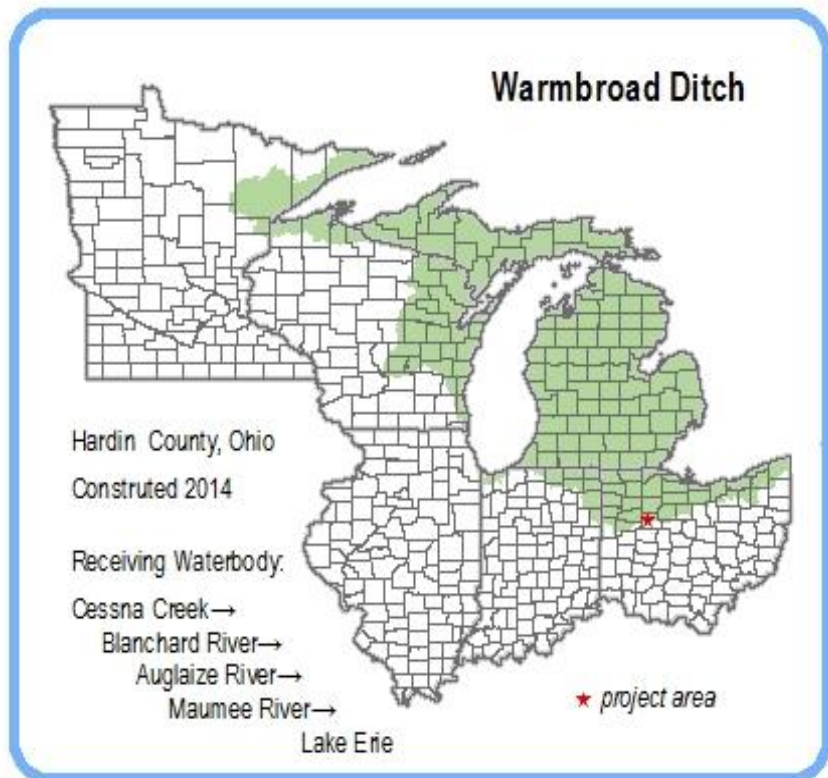 Warmbroad Ditch
Hardin County, Ohio
Construted 2014
Receiving Waterbody:
Cessna Creek→
Blanchard River→
Auglaize River→
Maumee River→
Lake Erie
★ project area